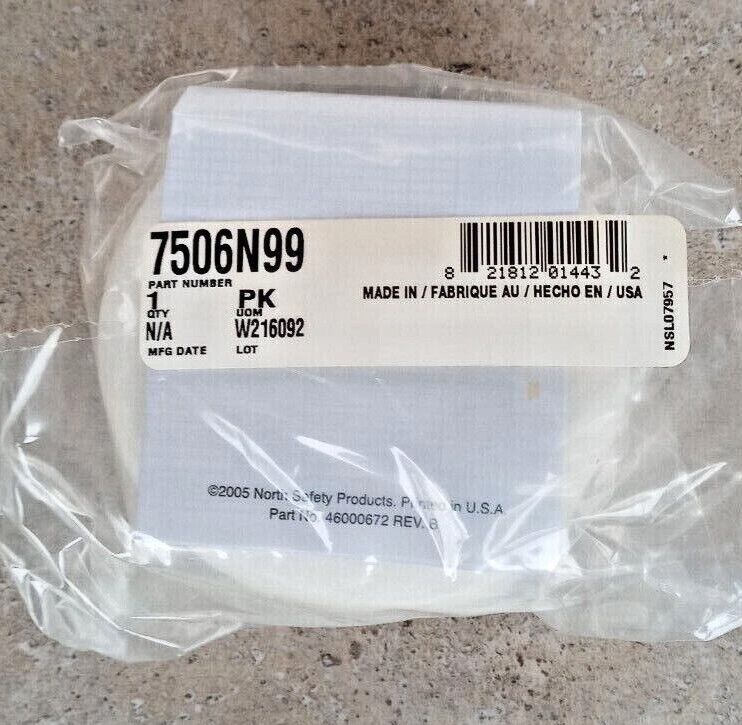 7506N99
PART NUMBER
1 PK
QTY UOM
N/A W216092
MFG DATE LOT
8 21812 01443 2
MADE IN / FABRIQUE AU / HECHO EN / USA
NSL07957 *
©2005 North Safety Products. Printed in U.S.A
Part No. 46000672 REV. B